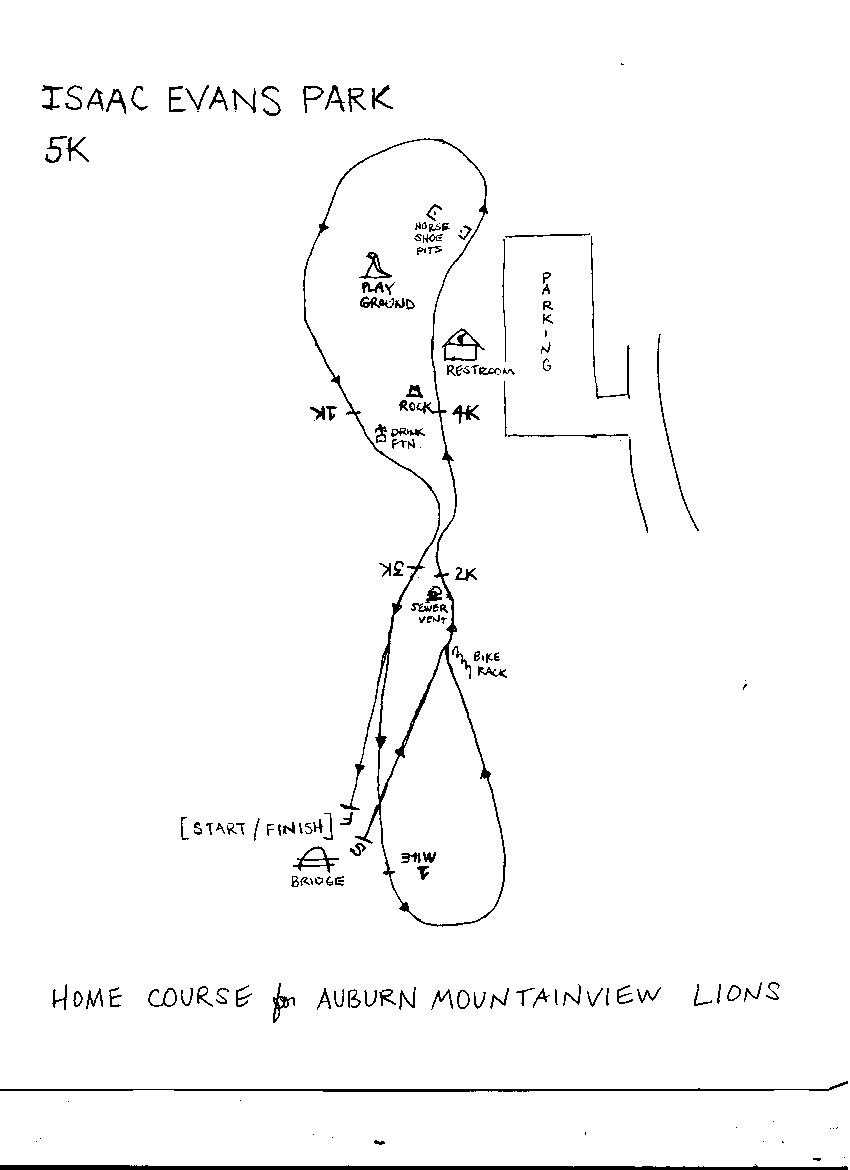 ISAAC EVANS PARK
5K
HORSE
SHOE
PITS
PLAY
GROUND
PARKING
RESTROOM
1K
ROCK
4K
DRINK
FTN.
3K
2K
SEWER
VENT
BIKE
RACK
F
[START/FINISH]
S
1
MILE
BRIDGE
HOME COURSE for AUBURN MOUNTAINVIEW LIONS